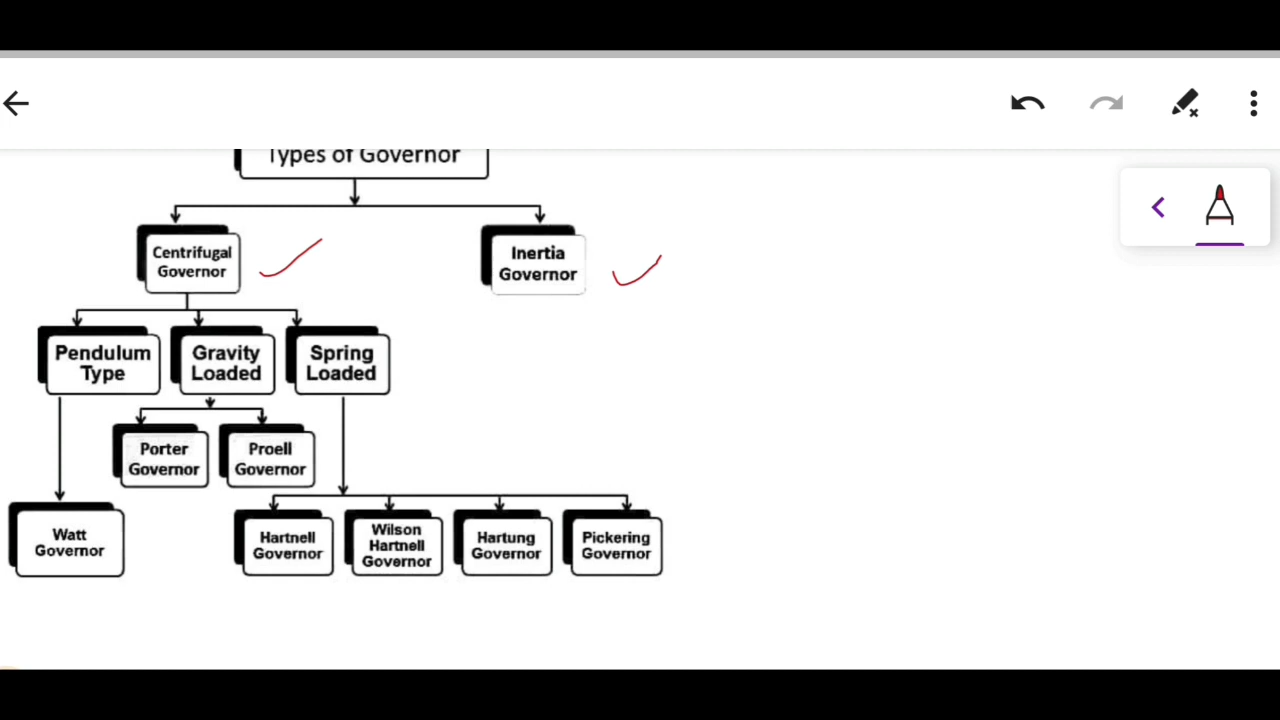 Types of Governor
Centrifugal
Governor
Inertia
Governor
Pendulum
Type
Gravity
Loaded
Spring
Loaded
Porter
Governor
Proell
Governor
Watt
Governor
Hartnell
Governor
Wilson
Hartnell
Governor
Hartung
Governor
Pickering
Governor